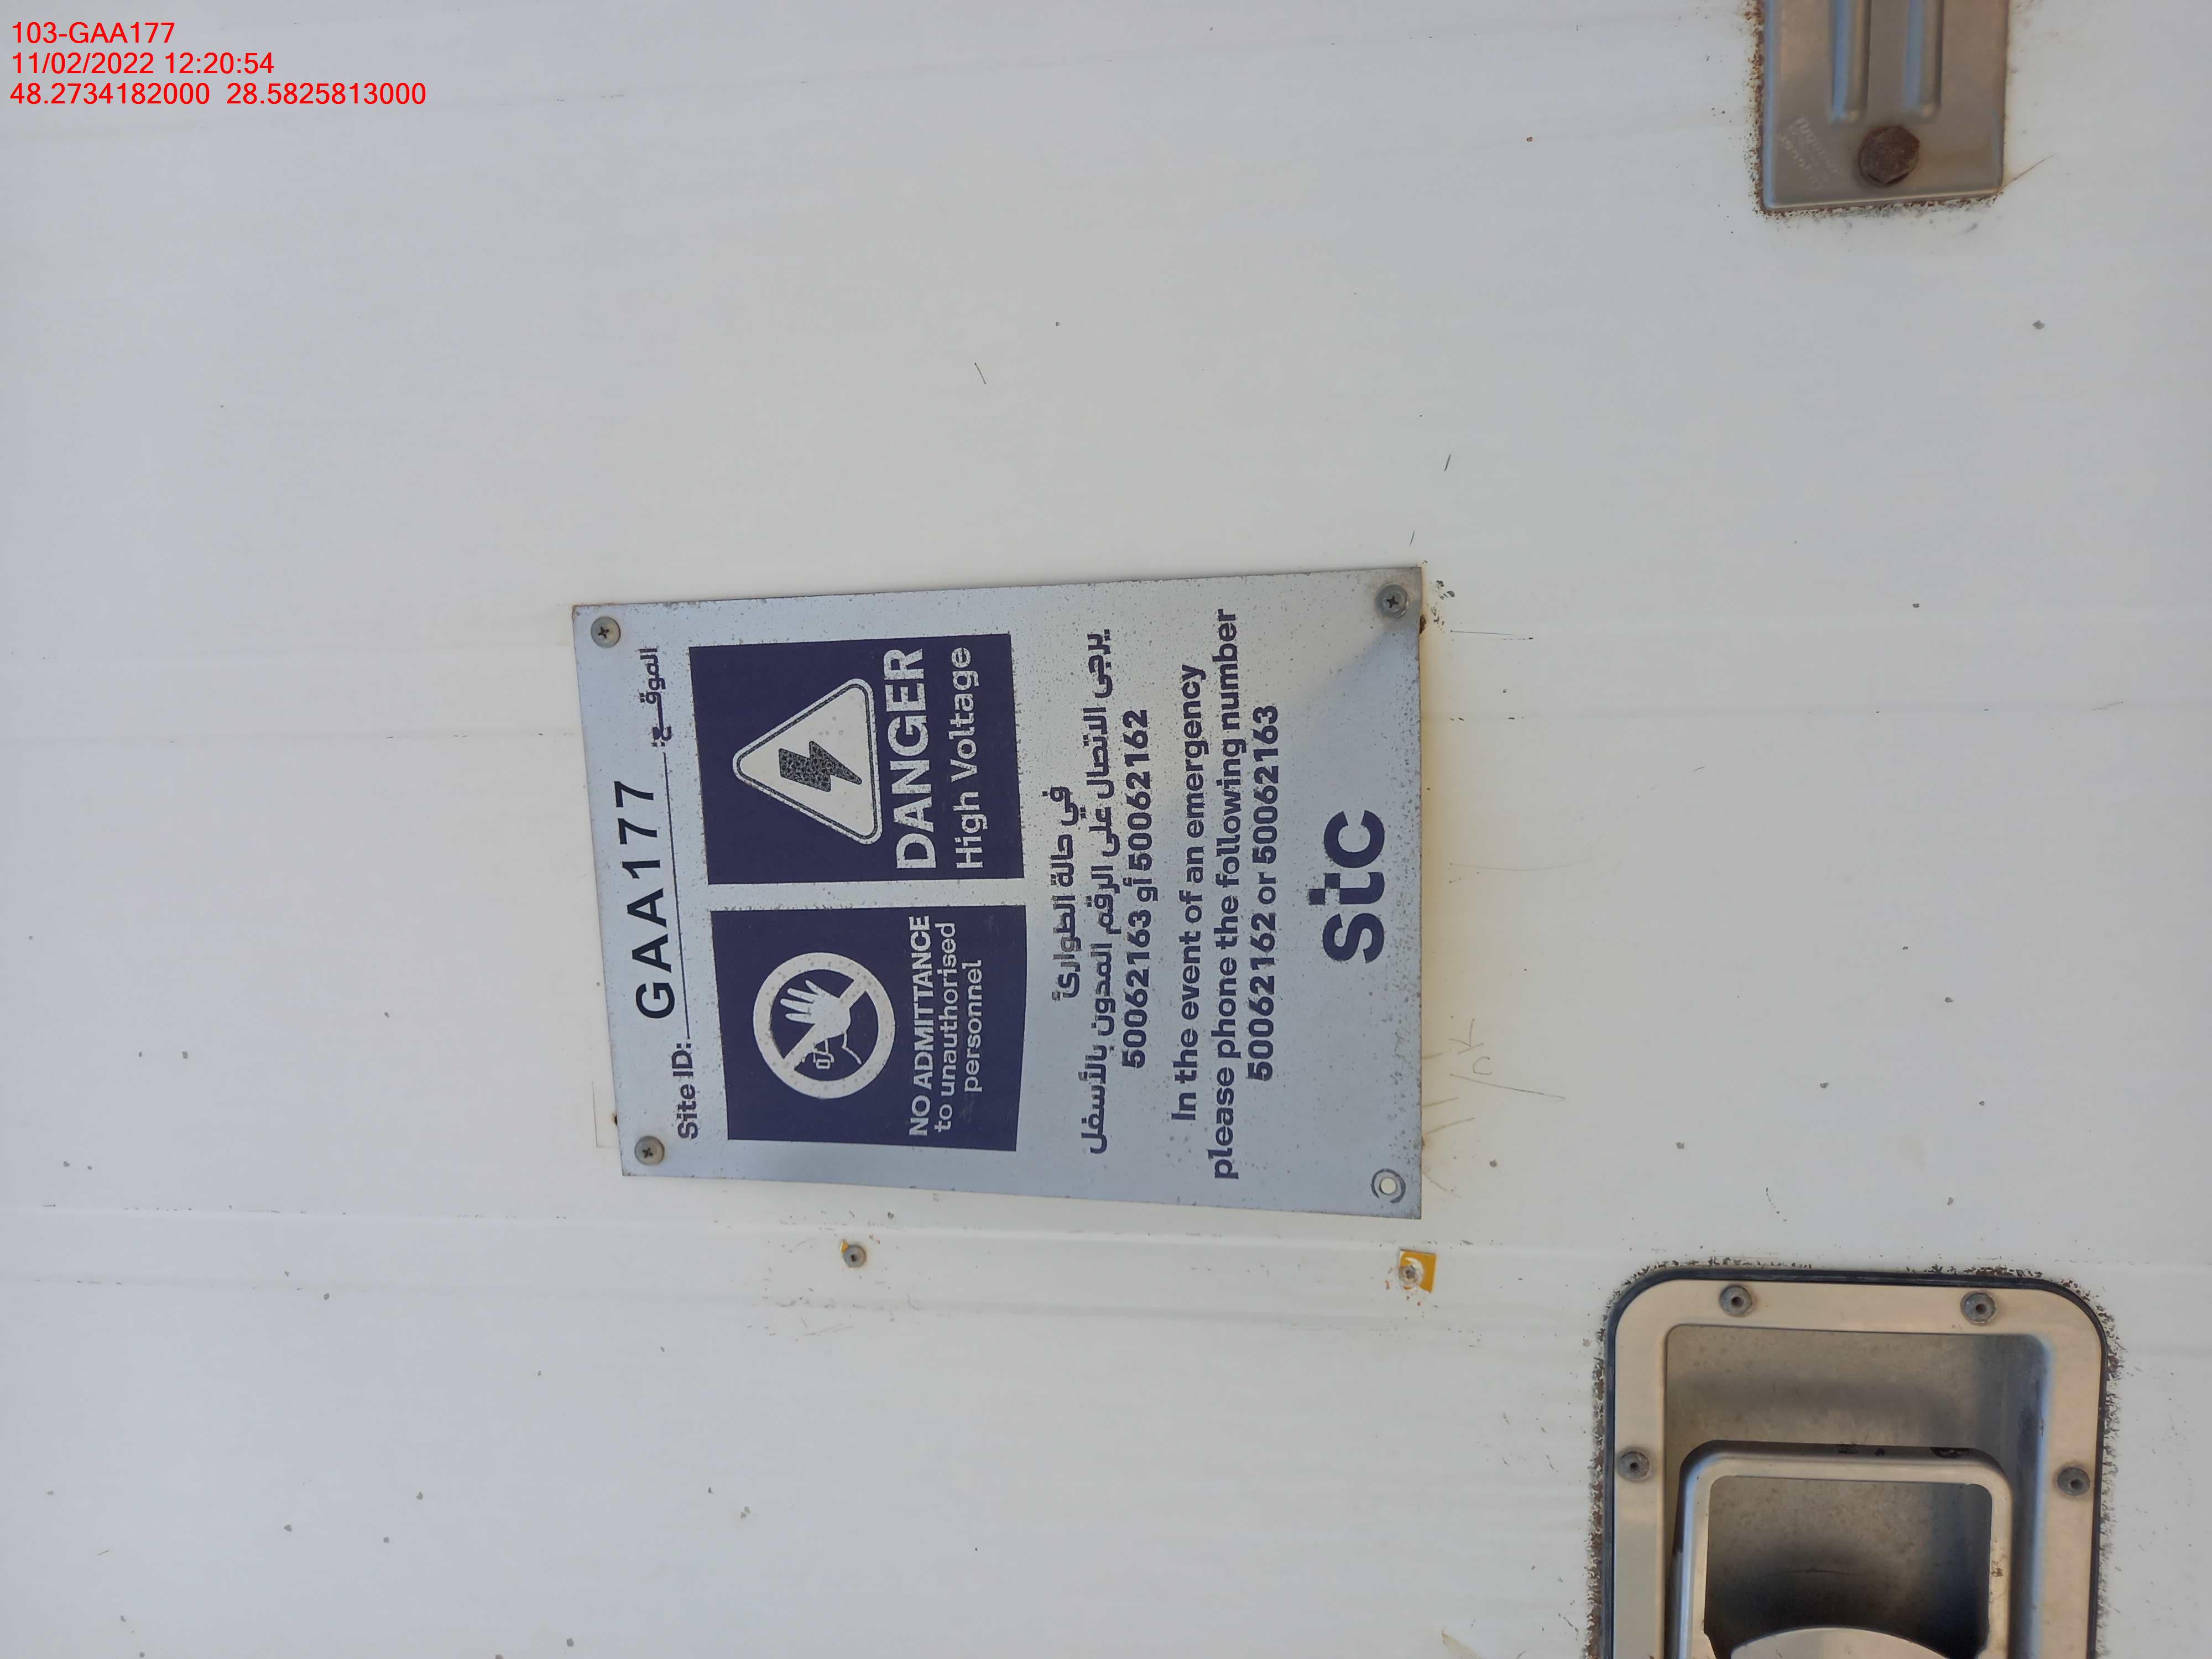 103-GAA177
11/02/2022 12:20:54
48.2734182000 28.5825813000
Site ID: GAA177 الموقــع:
NO ADMITTANCE
to unauthorised
personnel
DANGER
High Voltage
في حالة الطوارئ
يرجى الاتصال على الرقم المدون بالأسفل
50062163 أو 50062162
In the event of an emergency
please phone the following number
50062162 or 50062163
stc